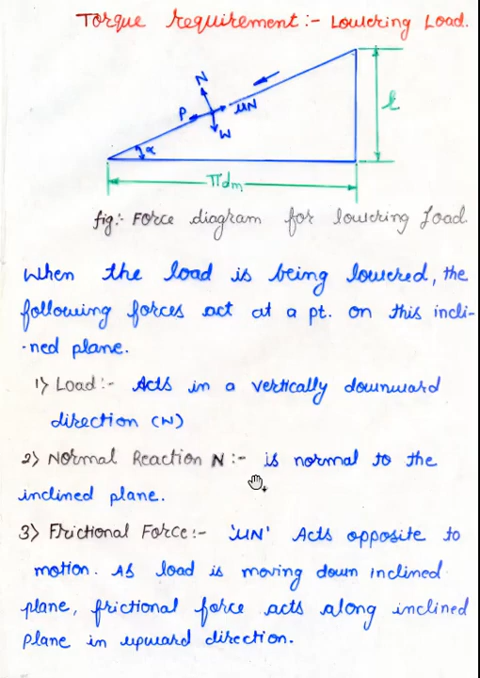 Torque requirement:- Lowering Load.
N
P
μN
W
α
l
πdm
fig:- Force diagram for lowering Load
When the load is being lowered, the
following forces act at a pt. on this incli-
-ned plane.
1) Load:- Acts in a vertically downward
direction (W)
2) Normal Reaction N:- is normal to the
inclined plane.
3) Frictional Force:- 'μN' Acts opposite to
motion. As load is moving down inclined
plane, frictional force acts along inclined
plane in upward direction.